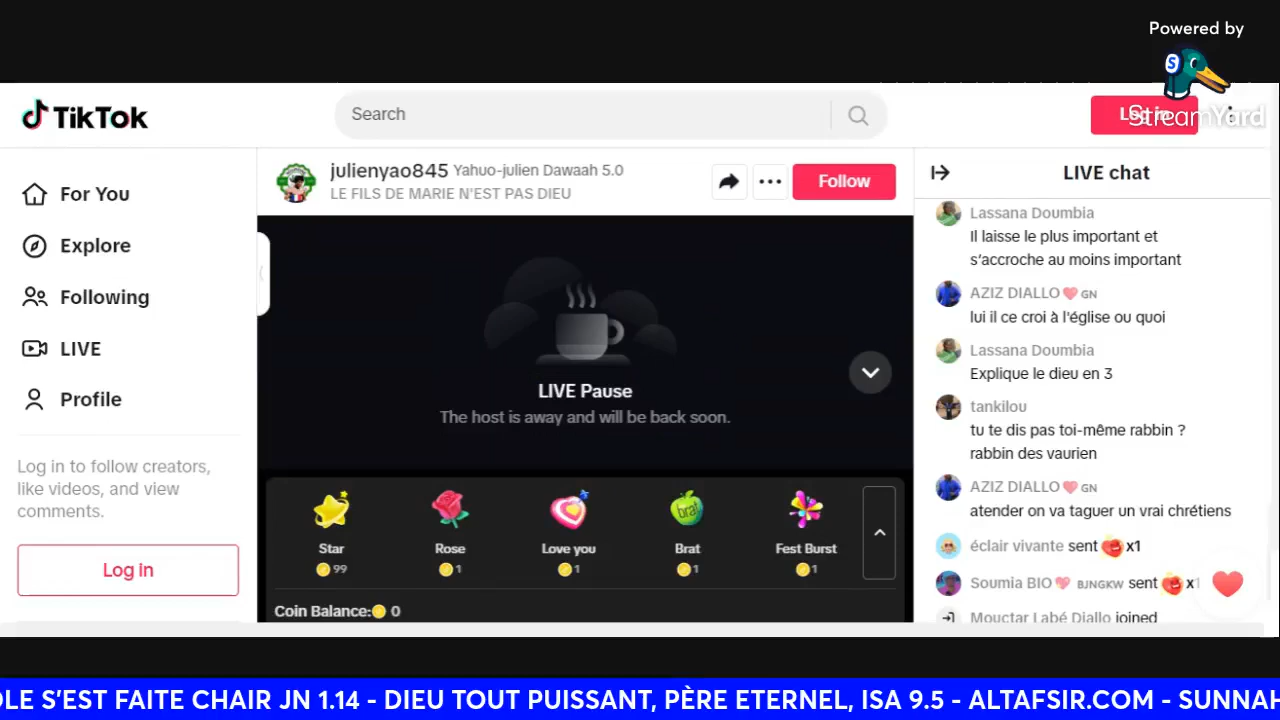 Powered by
StreamYard
TikTok
Search
Log in
For You
Explore
Following
LIVE
Profile
Log in to follow creators,
like videos, and view
comments.
Log in
julienyao845 Yahuo-julien Dawaah 5.0
LE FILS DE MARIE N'EST PAS DIEU
Follow
LIVE Pause
The host is away and will be back soon.
Star
99
Rose
1
Love you
1
brat
Brat
1
Fest Burst
1
Coin Balance: 0
LIVE chat
Lassana Doumbia
Il laisse le plus important et
s'accroche au moins important
AZIZ DIALLO GN
lui il ce croi à l'église ou quoi
Lassana Doumbia
Explique le dieu en 3
tankilou
tu te dis pas toi-même rabbin ?
rabbin des vaurien
AZIZ DIALLO GN
atender on va taguer un vrai chrétiens
éclair vivante sent x1
Soumia BIO BJNGKW sent x1
Mouctar Labé Diallo joined
OLE S'EST FAITE CHAIR JN 1.14 - DIEU TOUT PUISSANT, PÈRE ETERNEL, ISA 9.5 - ALTAFSIR.COM - SUNNAH